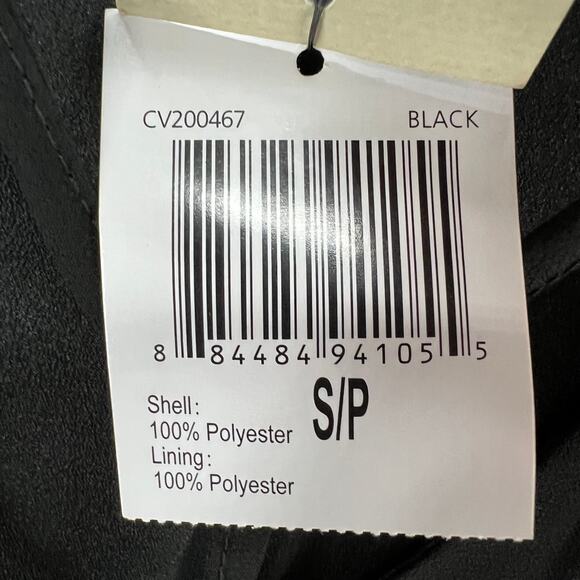 CV200467 BLACK
8 84484 94105 5
S/P
Shell:
100% Polyester
Lining:
100% Polyester